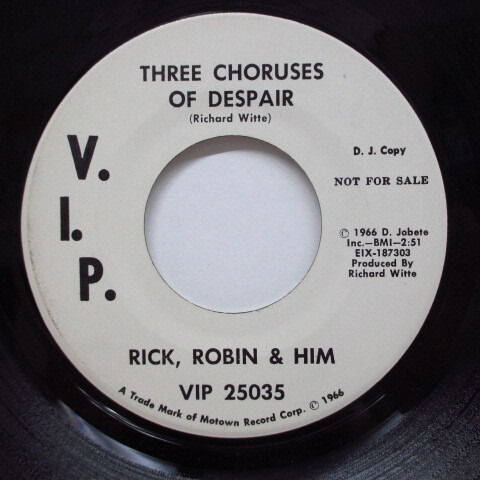 THREE CHORUSES
OF DESPAIR
(Richard Witte)
V.
I.
P.
D. J. Copy
NOT FOR SALE
© 1966 D. Jobete
Inc.—BMI—2:51
EIX-187303
Produced By
Richard Witte
RICK, ROBIN & HIM
VIP 25035
A Trade Mark of Motown Record Corp. © 1966